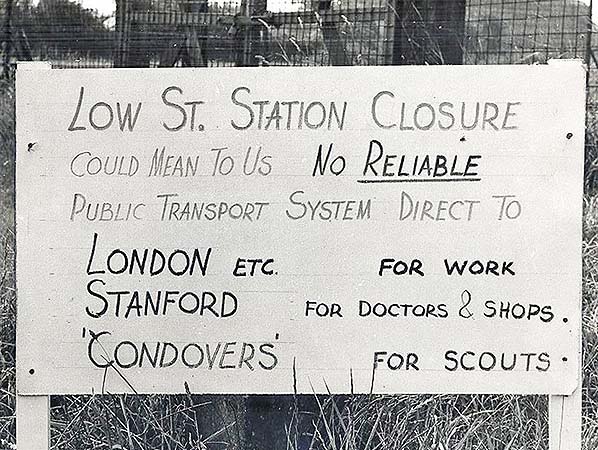 LOW ST. STATION CLOSURE
COULD MEAN TO US NO RELIABLE
PUBLIC TRANSPORT SYSTEM DIRECT TO
LONDON ETC. FOR WORK
STANFORD FOR DOCTORS & SHOPS.
'CONDOVERS' FOR SCOUTS.